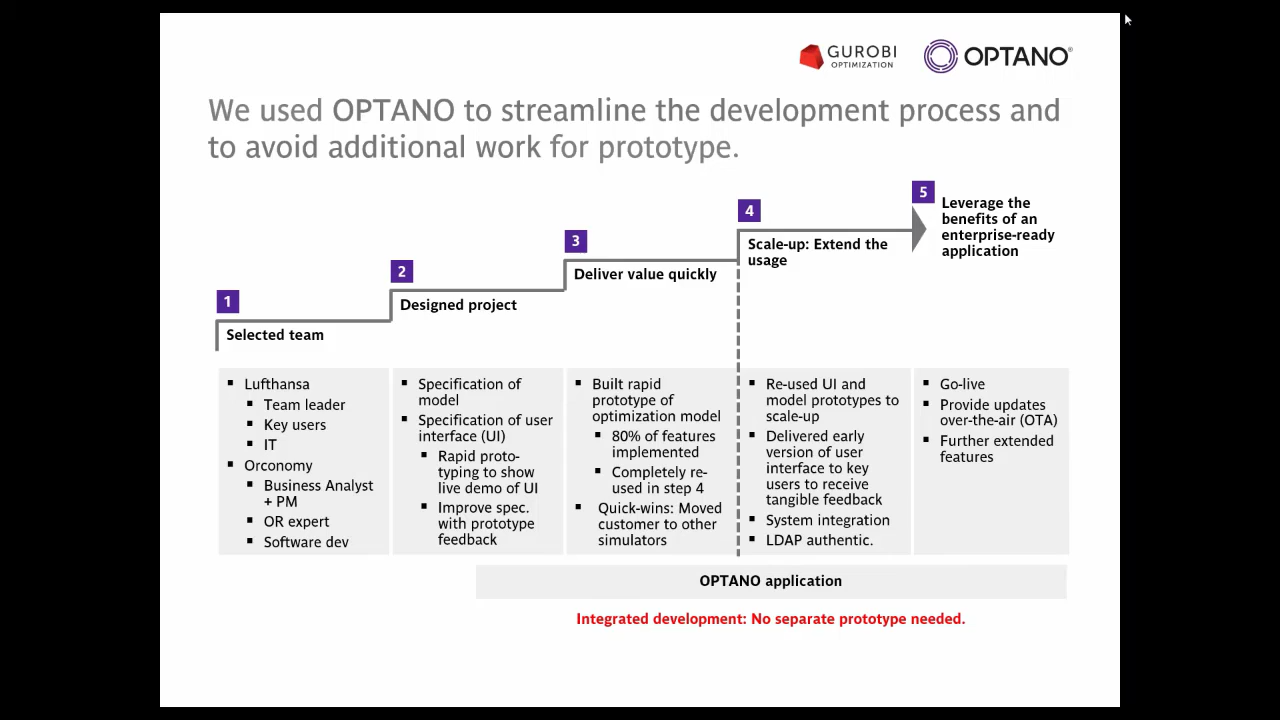 GUROBI
OPTIMIZATION
OPTANO®
We used OPTANO to streamline the development process and
to avoid additional work for prototype.
1
Selected team
2
Designed project
3
Deliver value quickly
4
Scale-up: Extend the
usage
5
Leverage the
benefits of an
enterprise-ready
application
▪ Lufthansa
▪ Team leader
▪ Key users
▪ IT
▪ Orconomy
▪ Business Analyst
+ PM
▪ OR expert
▪ Software dev
▪ Specification of
model
▪ Specification of user
interface (UI)
▪ Rapid proto-
typing to show
live demo of UI
▪ Improve spec.
with prototype
feedback
▪ Built rapid
prototype of
optimization model
▪ 80% of features
implemented
▪ Completely re-
used in step 4
▪ Quick-wins: Moved
customer to other
simulators
▪ Re-used UI and
model prototypes to
scale-up
▪ Delivered early
version of user
interface to key
users to receive
tangible feedback
▪ System integration
▪ LDAP authentic.
▪ Go-live
▪ Provide updates
over-the-air (OTA)
▪ Further extended
features
OPTANO application
Integrated development: No separate prototype needed.